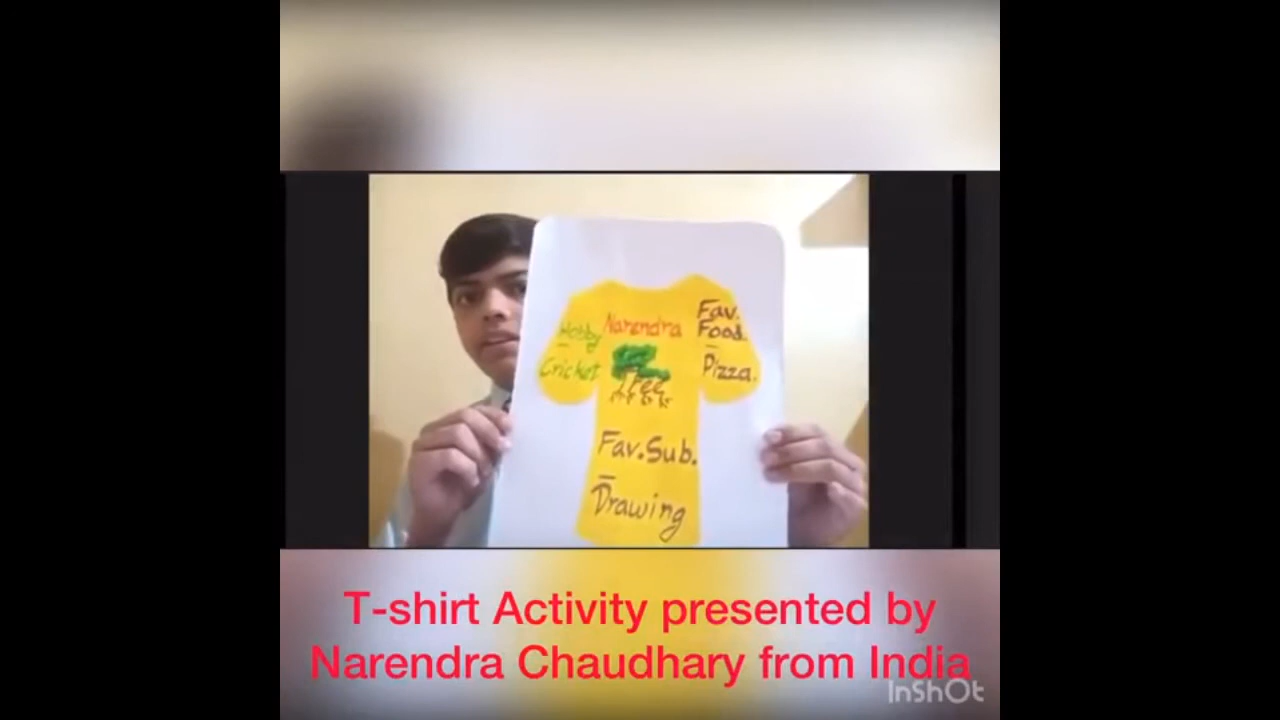 Hobby
–
Cricket
Narendra
Tree
Fav.
Food.
–
Pizza.
Fav.Sub.
–
Drawing
T-shirt Activity presented by
Narendra Chaudhary from India
InShOt